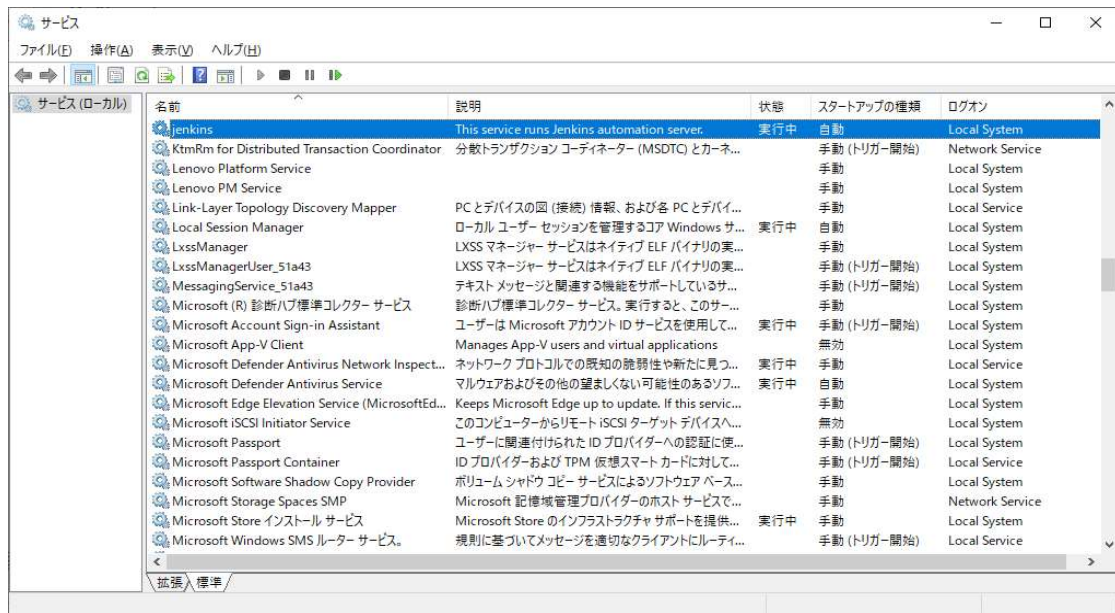 サービス
ファイル(F) 操作(A) 表示(V) ヘルプ(H)
サービス (ローカル)
名前 説明 状態 スタートアップの種類 ログオン
jenkins This service runs Jenkins automation server. 実行中 自動 Local System
KtmRm for Distributed Transaction Coordinator 分散トランザクション コーディネーター (MSDTC) とカーネ... 手動 (トリガー開始) Network Service
Lenovo Platform Service 手動 Local System
Lenovo PM Service 手動 Local System
Link-Layer Topology Discovery Mapper PC とデバイスの図 (接続) 情報、および各 PC とデバイ... 手動 Local Service
Local Session Manager ローカル ユーザー セッションを管理するコア Windows サ... 実行中 自動 Local System
LxssManager LXSS マネージャー サービスはネイティブ ELF バイナリの実... 手動 Local System
LxssManagerUser_51a43 LXSS マネージャー サービスはネイティブ ELF バイナリの実... 手動 (トリガー開始) Local System
MessagingService_51a43 テキスト メッセージと関連する機能をサポートしているサ... 手動 (トリガー開始) Local System
Microsoft (R) 診断ハブ標準コレクター サービス 診断ハブ標準コレクター サービス。実行すると、このサー... 手動 Local System
Microsoft Account Sign-in Assistant ユーザーは Microsoft アカウント ID サービスを使用して... 実行中 手動 (トリガー開始) Local System
Microsoft App-V Client Manages App-V users and virtual applications 無効 Local System
Microsoft Defender Antivirus Network Inspect... ネットワーク プロトコルでの既知の脆弱性や新たに見つ... 実行中 手動 Local Service
Microsoft Defender Antivirus Service マルウェアおよびその他の望ましくない可能性のあるソフ... 実行中 自動 Local System
Microsoft Edge Elevation Service (MicrosoftEd... Keeps Microsoft Edge up to update. If this servic... 手動 Local System
Microsoft iSCSI Initiator Service このコンピューターからリモート iSCSI ターゲット デバイスへ... 無効 Local System
Microsoft Passport ユーザーに関連付けられた ID プロバイダーへの認証に使... 手動 (トリガー開始) Local System
Microsoft Passport Container ID プロバイダーおよび TPM 仮想スマート カードに対して... 手動 (トリガー開始) Local Service
Microsoft Software Shadow Copy Provider ボリューム シャドウ コピー サービスによるソフトウェア ベース... 手動 Local System
Microsoft Storage Spaces SMP Microsoft 記憶域管理プロバイダーのホスト サービスで... 手動 Network Service
Microsoft Store インストール サービス Microsoft Store のインフラストラクチャ サポートを提供... 実行中 手動 Local System
Microsoft Windows SMS ルーター サービス。 規則に基づいてメッセージを適切なクライアントにルーティ... 手動 (トリガー開始) Local Service
拡張 標準